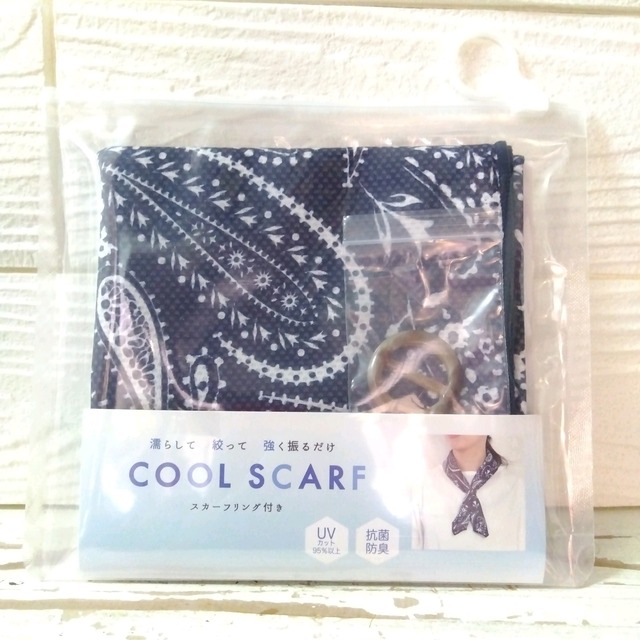 濡らして 絞って 強く振るだけ
COOL SCARF
スカーフリング付き
UV
カット
95%以上
抗菌
防臭